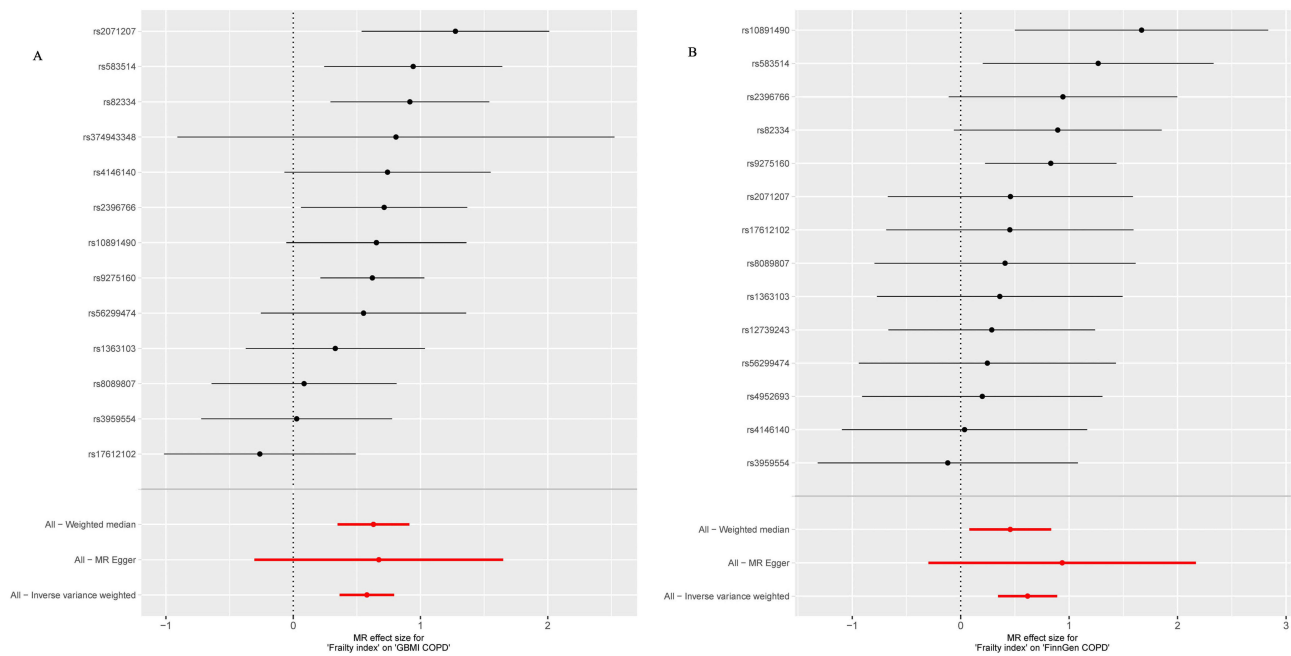 A
rs2071207
rs583514
rs82334
rs374943348
rs4146140
rs2396766
rs10891490
rs9275160
rs56299474
rs1363103
rs8089807
rs3959554
rs17612102
All − Weighted median
All − MR Egger
All − Inverse variance weighted
−1 0 1 2
MR effect size for
'Frailty index' on 'GBMI COPD'
B
rs10891490
rs583514
rs2396766
rs82334
rs9275160
rs2071207
rs17612102
rs8089807
rs1363103
rs12739243
rs56299474
rs4952693
rs4146140
rs3959554
All − Weighted median
All − MR Egger
All − Inverse variance weighted
−1 0 1 2 3
MR effect size for
'Frailty index' on 'FinnGen COPD'